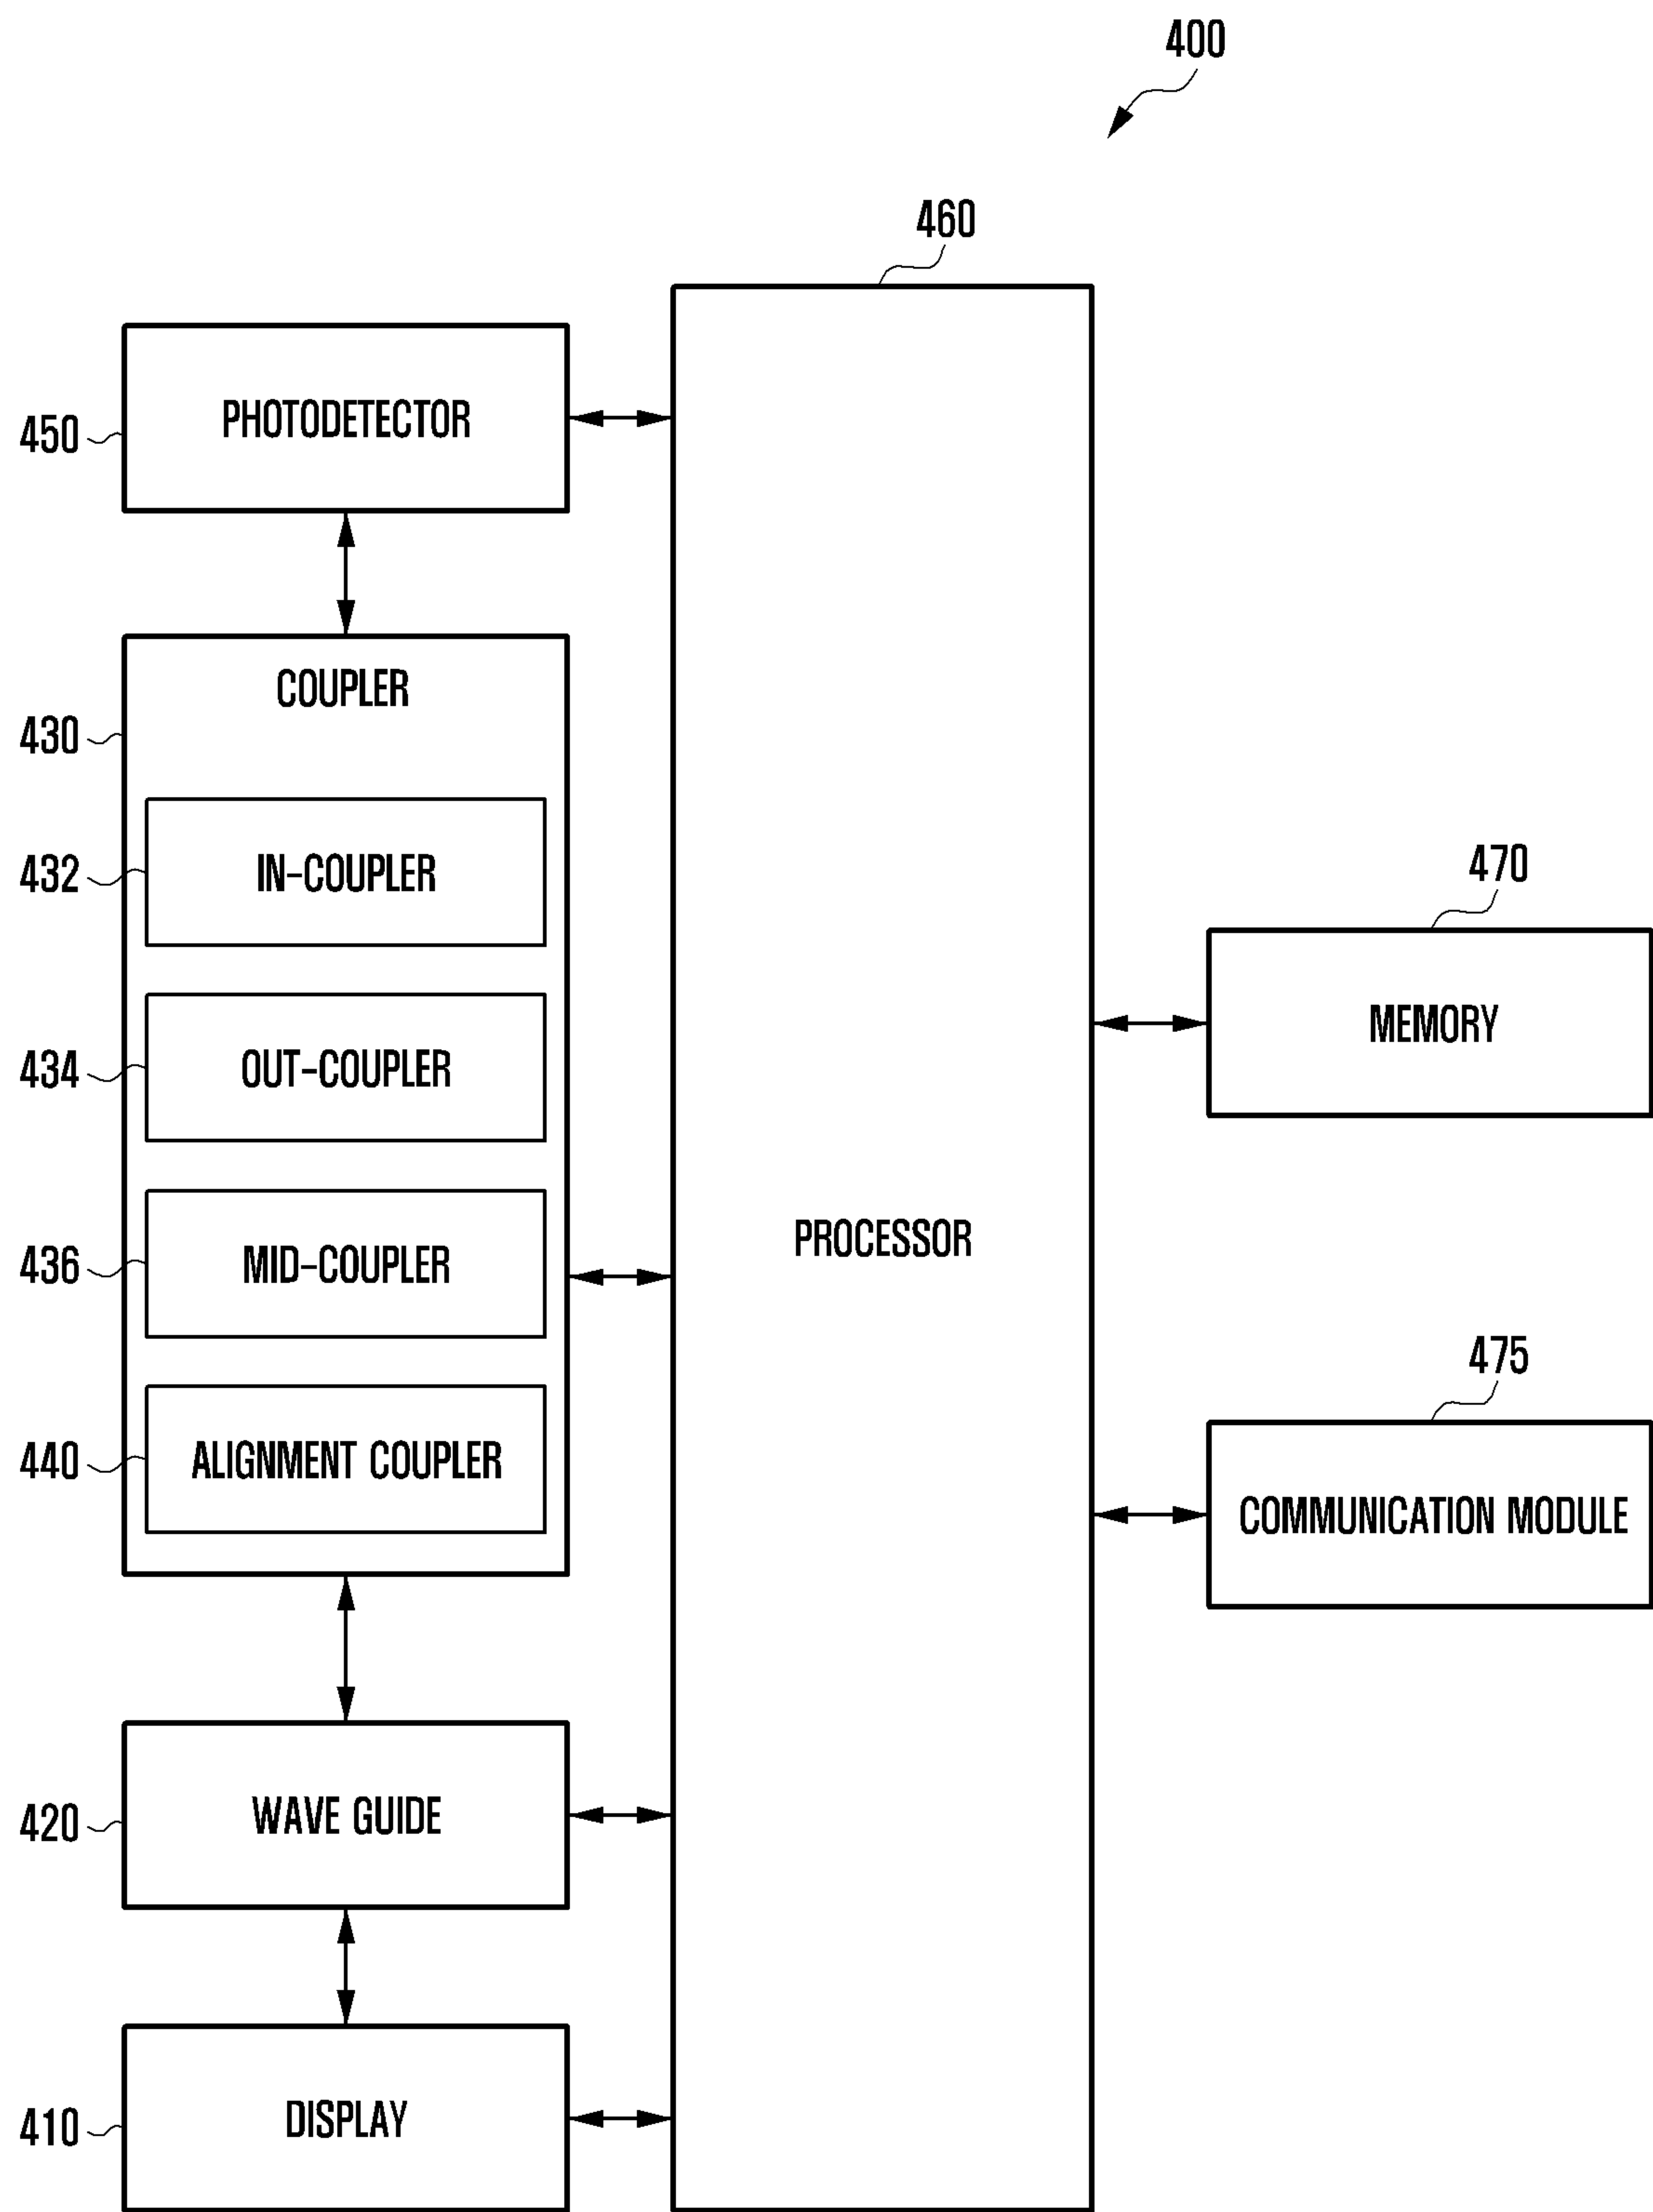 400
460
450
PHOTODETECTOR
COUPLER
430
432
IN-COUPLER
434
OUT-COUPLER
436
MID-COUPLER
440
ALIGNMENT COUPLER
PROCESSOR
470
MEMORY
475
COMMUNICATION MODULE
420
WAVE GUIDE
410
DISPLAY